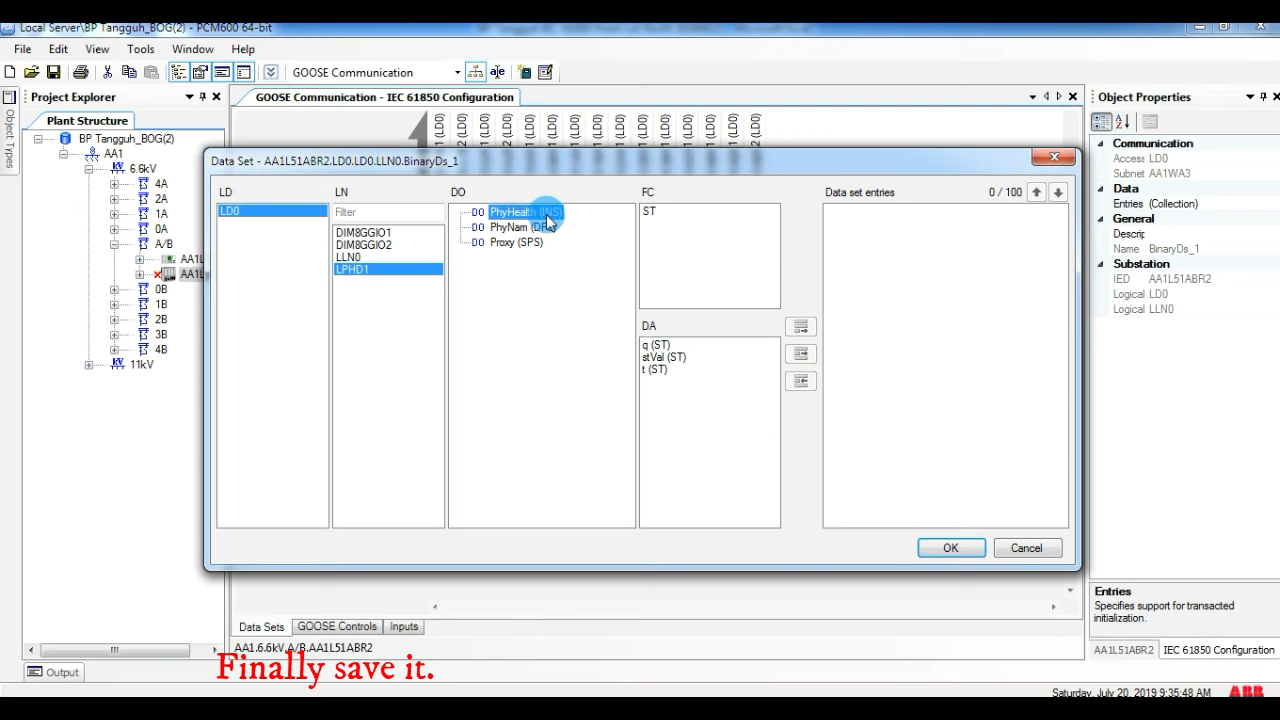 Local Server\BP Tangguh_BOG(2) - PCM600 64-bit
File Edit View Tools Window Help
GOOSE Communication
Project Explorer
GOOSE Communication - IEC 61850 Configuration
Object Properties
Object Types
Plant Structure
BP Tangguh_BOG(2)
AA1
6.6kV
4A
2A
1A
0A
A/B
AA1L
AA1L
0B
1B
2B
3B
4B
11kV
Data Set - AA1L51ABR2.LD0.LD0.LLN0.BinaryDs_1
LD
LN
DO
FC
Data set entries
0 / 100
LD0
Filter
DIM8GGIO1
DIM8GGIO2
LLN0
LPHD1
DO PhyHealth (INS)
DO PhyNam
DO Proxy (SPS)
ST
DA
q (ST)
stVal (ST)
t (ST)
OK
Cancel
Communication
Access LD0
Subnet AA1WA3
Data
Entries (Collection)
General
Descrip
Name BinaryDs_1
Substation
IED AA1L51ABR2
Logical LD0
Logical LLN0
Entries
Specifies support for transacted
initialization.
AA1L51ABR2
IEC 61850 Configuration
Data Sets
GOOSE Controls
Inputs
AA1.6.6kV.A/B.AA1L51ABR2
Output
Finally save it.
Saturday, July 20, 2019 9:35:48 AM
ABB